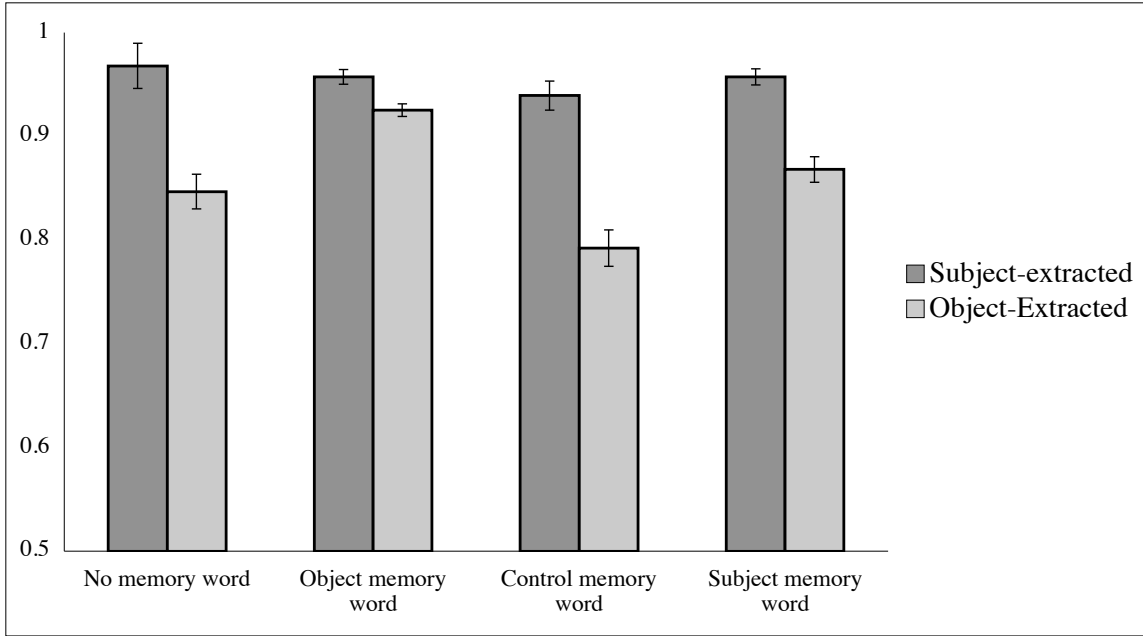 1
0.9
0.8
0.7
0.6
0.5
No memory word
Object memory
word
Control memory
word
Subject memory
word
Subject-extracted
Object-Extracted